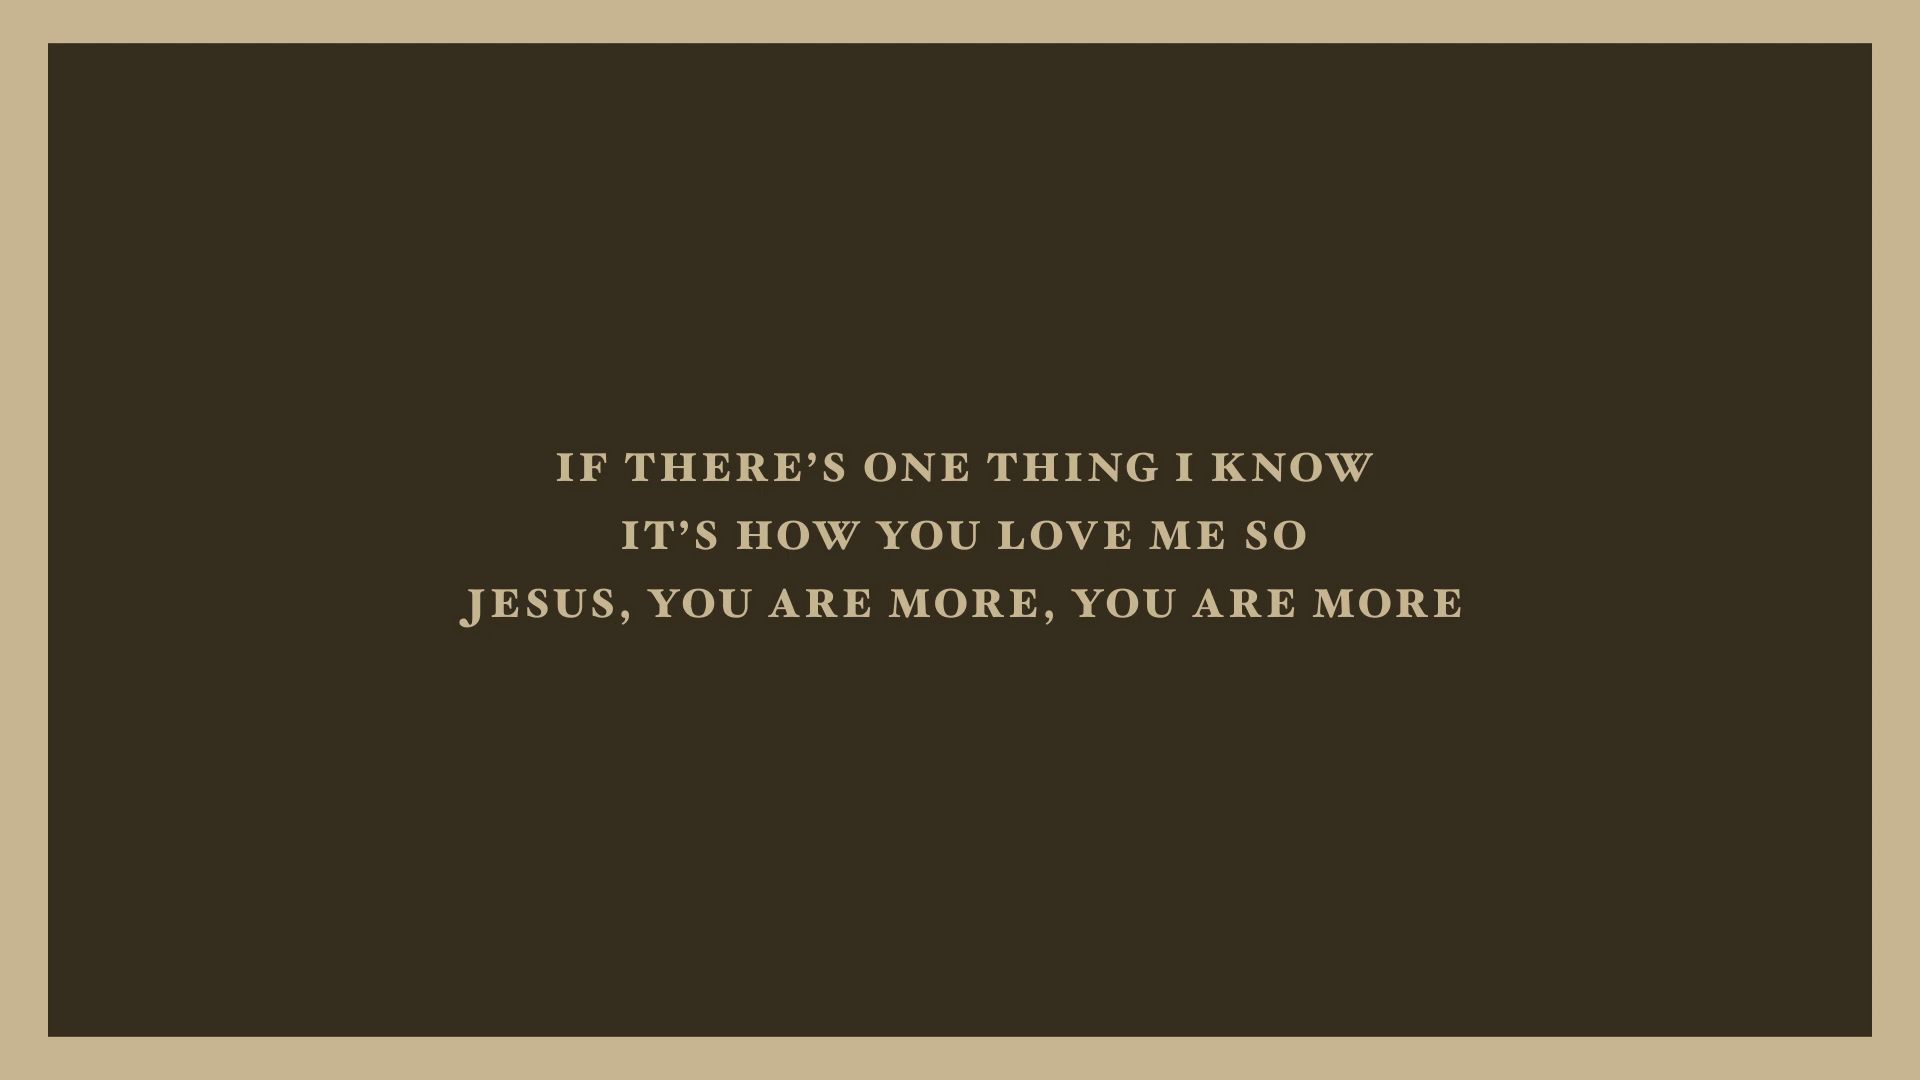 IF THERE’S ONE THING I KNOW
IT’S HOW YOU LOVE ME SO
JESUS, YOU ARE MORE, YOU ARE MORE